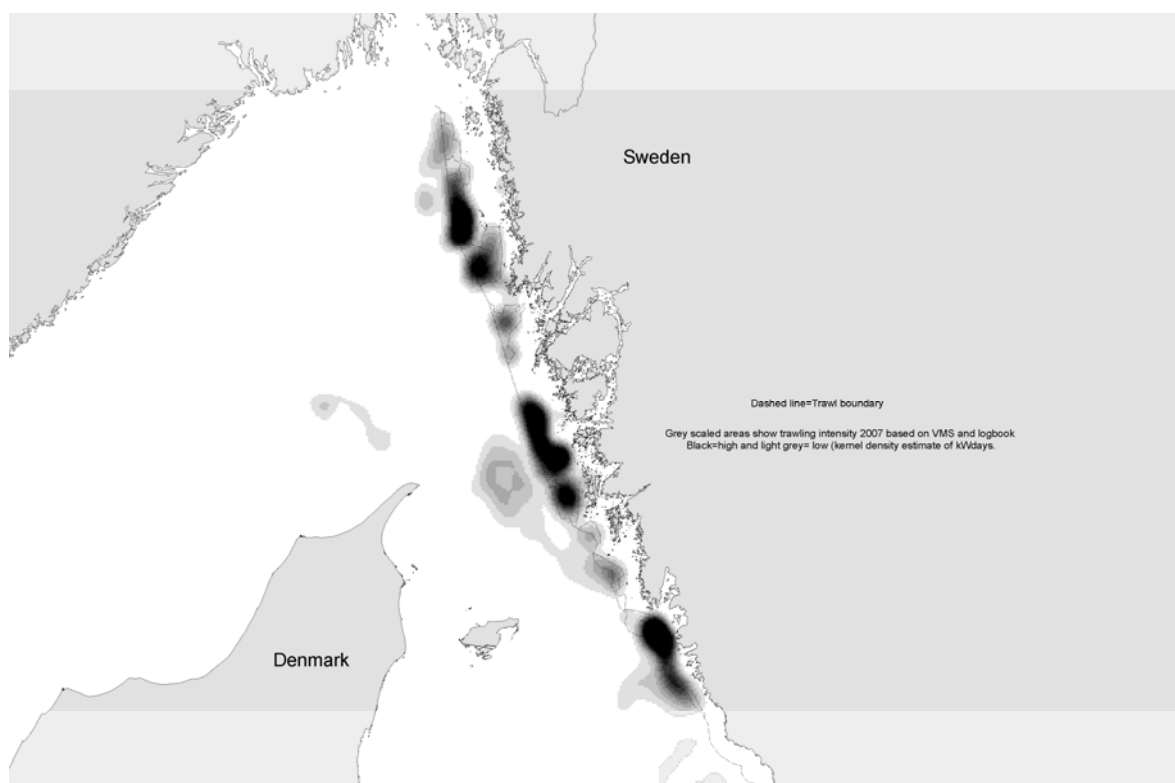 Sweden
Dashed line=Trawl boundary
Grey scaled areas show trawling intensity 2007 based on VMS and logbook
Black=high and light grey= low (kernel density estimate of kWdays.
Denmark